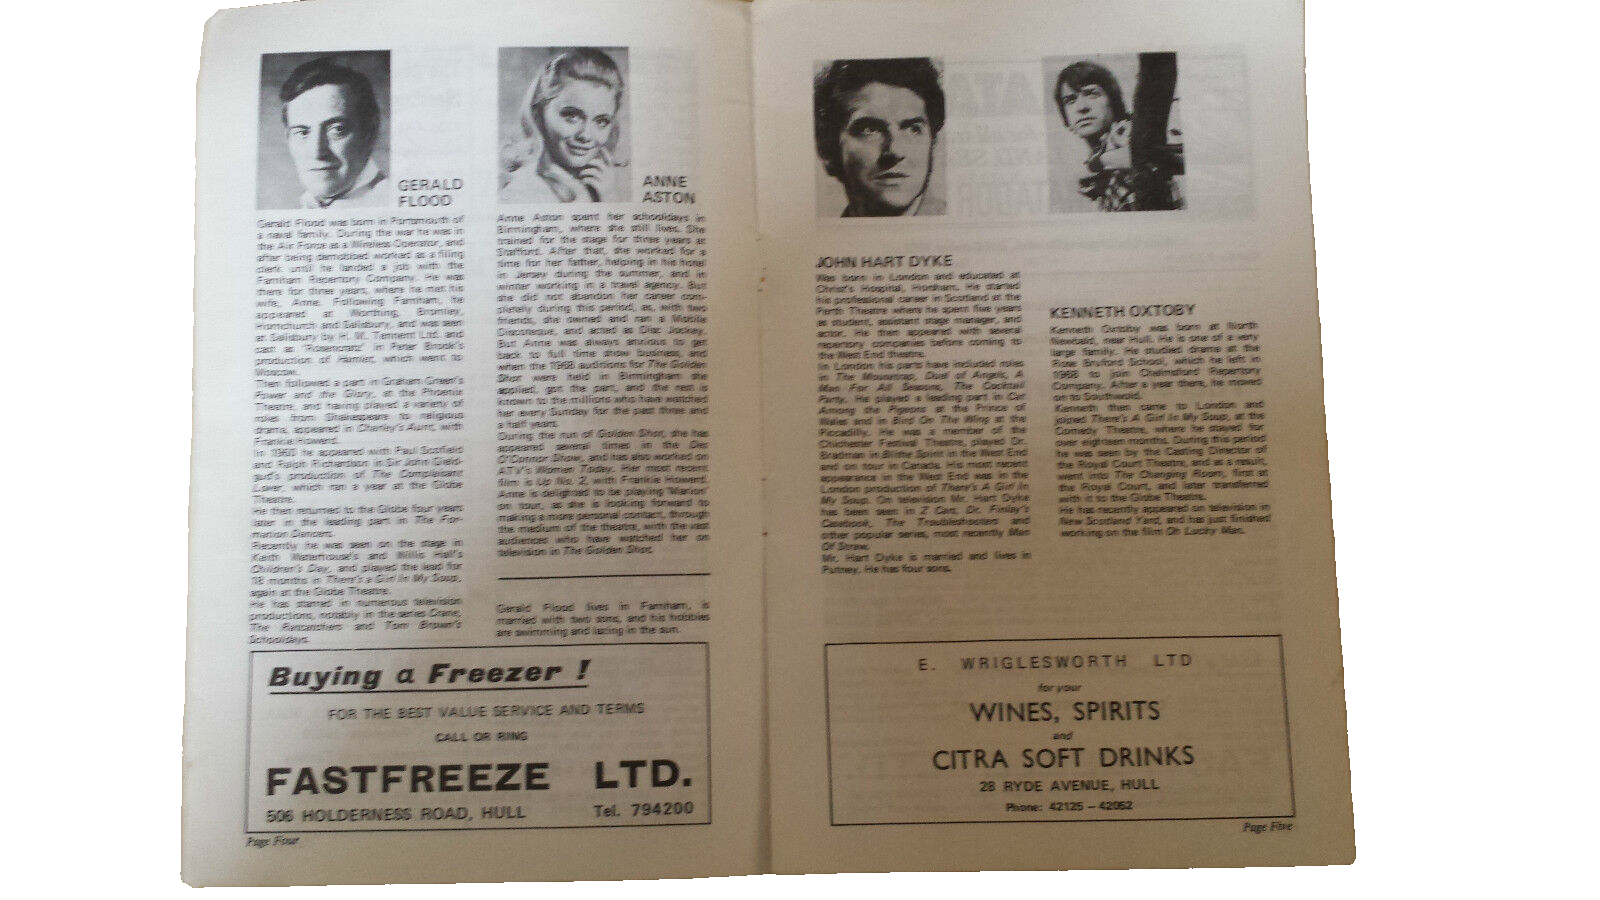 GERALD
FLOOD
Gerald Flood was born in Portsmouth of
a naval family. During the war he was in
the Air Force as a Wireless Operator, and
after being demobbed worked as a filing
clerk until he landed a job with the
Farnham Repertory Company. He was
there for three years, where he met his
wife, Anne. Following Farnham, he
appeared at Worthing, Bromley,
Hornchurch and Salisbury, and was seen
at Salisbury by H. M. Tennent Ltd. and
cast as 'Rosencratz' in Peter Brook's
production of Hamlet, which went to
Moscow.
Then followed a part in Graham Green's
Power and the Glory, at the Phoenix
Theatre, and having played a variety of
roles from Shakespeare to religious
drama, appeared in Charley's Aunt, with
Frankie Howerd.
In 1960 he appeared with Paul Scofield
and Ralph Richardson in Sir John Giel-
gud's production of The Complaisant
Lover, which ran a year at the Globe
Theatre.
He then returned to the Globe four years
later in the leading part in The For-
mation Dancers.
Recently he was seen on the stage in
Keith Waterhouse's and Willis Hall's
Children's Day, and played the lead for
18 months in There's a Girl In My Soup,
again at the Globe Theatre.
He has starred in numerous television
productions, notably in the series Crane,
The Ratcatchers and Tom Brown's
Schooldays.
ANNE
ASTON
Anne Aston spent her schooldays in
Birmingham, where she still lives. She
trained for the stage for three years at
Stafford. After that, she worked for a
time for her father, helping in his hotel
in Jersey during the summer, and in
winter working in a travel agency. But
she did not abandon her career com-
pletely during this period, as, with two
friends, she owned and ran a Mobile
Discoteque, and acted as Disc Jockey.
But Anne was always anxious to get
back to full time show business, and
when the 1968 auditions for The Golden
Shot were held in Birmingham she
applied, got the part, and the rest is
known to the millions who have watched
her every Sunday for the past three and
a half years.
During the run of Golden Shot, she has
appeared several times in the Des
O'Connor Show, and has also worked on
ATV's Women Today. Her most recent
film is Up No. 2, with Frankie Howerd.
Anne is delighted to be playing 'Marion'
on tour, as she is looking forward to
making a more personal contact, through
the medium of the theatre, with the vast
audiences who have watched her on
television in The Golden Shot.
Gerald Flood lives in Farnham, is
married with two sons, and his hobbies
are swimming and lazing in the sun.
Buying a Freezer !
FOR THE BEST VALUE SERVICE AND TERMS
CALL OR RING
FASTFREEZE LTD.
506 HOLDERNESS ROAD, HULL Tel. 794200
Page Four
JOHN HART DYKE
Was born in London and educated at
Christ's Hospital, Horsham. He started
his professional career in Scotland at the
Perth Theatre where he spent five years
as student, assistant stage manager, and
actor. He then appeared with several
repertory companies before coming to
the West End theatre.
In London his parts have included roles
in The Mousetrap, Duel of Angels, A
Man For All Seasons, The Cocktail
Party. He played a leading part in Cat
Among the Pigeons at the Prince of
Wales and in Bird On The Wing at the
Piccadilly. He was a member of the
Chichester Festival Theatre, played Dr.
Bradman in Blithe Spirit in the West End
and on tour in Canada. His most recent
appearance in the West End was in the
London production of There's A Girl In
My Soup. On television Mr. Hart Dyke
has been seen in Z Cars, Dr. Finlay's
Casebook, The Troubleshooters and
other popular series, most recently Man
Of Straw.
Mr. Hart Dyke is married and lives in
Putney. He has four sons.
KENNETH OXTOBY
Kenneth Oxtoby was born at North
Newbald, near Hull. He is one of a very
large family. He studied drama at the
Rose Bruford School, which he left in
1968 to join Chelmsford Repertory
Company. After a year there, he moved
on to Southwold.
Kenneth then came to London and
joined There's A Girl In My Soup, at the
Comedy Theatre, where he stayed for
over eighteen months. During this period
he was seen by the Casting Director of
the Royal Court Theatre, and as a result,
went into The Changing Room, first at
the Royal Court, and later transferred
with it to the Globe Theatre.
He has recently appeared on television in
New Scotland Yard, and has just finished
working on the film Oh Lucky Man.
E. WRIGLESWORTH LTD
for your
WINES, SPIRITS
and
CITRA SOFT DRINKS
28 RYDE AVENUE, HULL
Phone: 42125 – 42052
Page Five